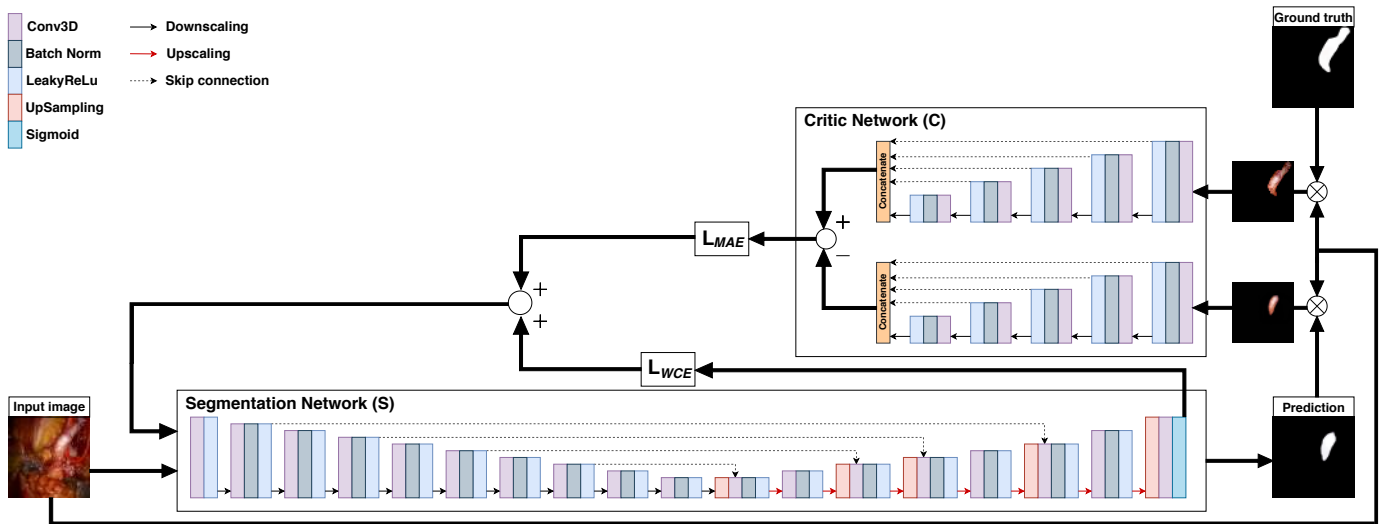 Conv3D
Batch Norm
LeakyReLu
UpSampling
Sigmoid
Downscaling
Upscaling
Skip connection
Ground truth
Critic Network (C)
Concatenate
+
−
Concatenate
L_MAE
+
+
L_WCE
Segmentation Network (S)
Input image
Prediction